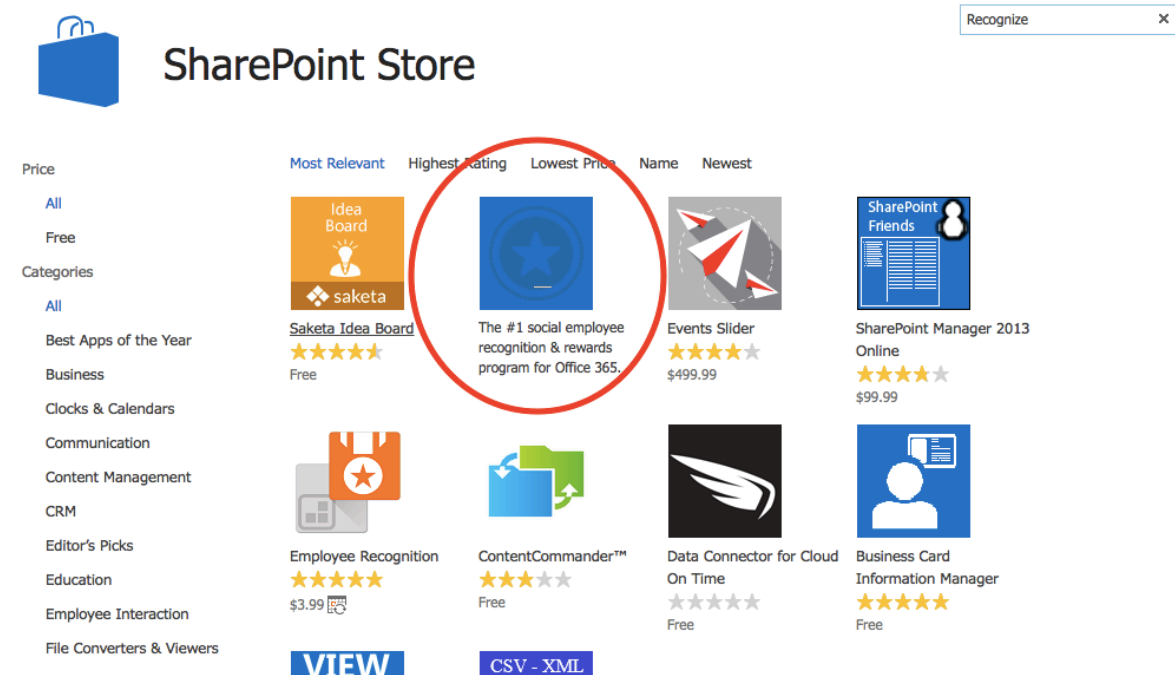 Recognize
SharePoint Store
Price
All
Free
Categories
All
Best Apps of the Year
Business
Clocks & Calendars
Communication
Content Management
CRM
Editor's Picks
Education
Employee Interaction
File Converters & Viewers
Most Relevant Highest Rating Lowest Price Name Newest
Idea
Board
saketa
Saketa Idea Board
Free
The #1 social employee
recognition & rewards
program for Office 365.
Events Slider
$499.99
SharePoint
Friends
SharePoint Manager 2013
Online
$99.99
Employee Recognition
$3.99
ContentCommander™
Free
Data Connector for Cloud
On Time
Free
Business Card
Information Manager
Free
VIEW
CSV - XML